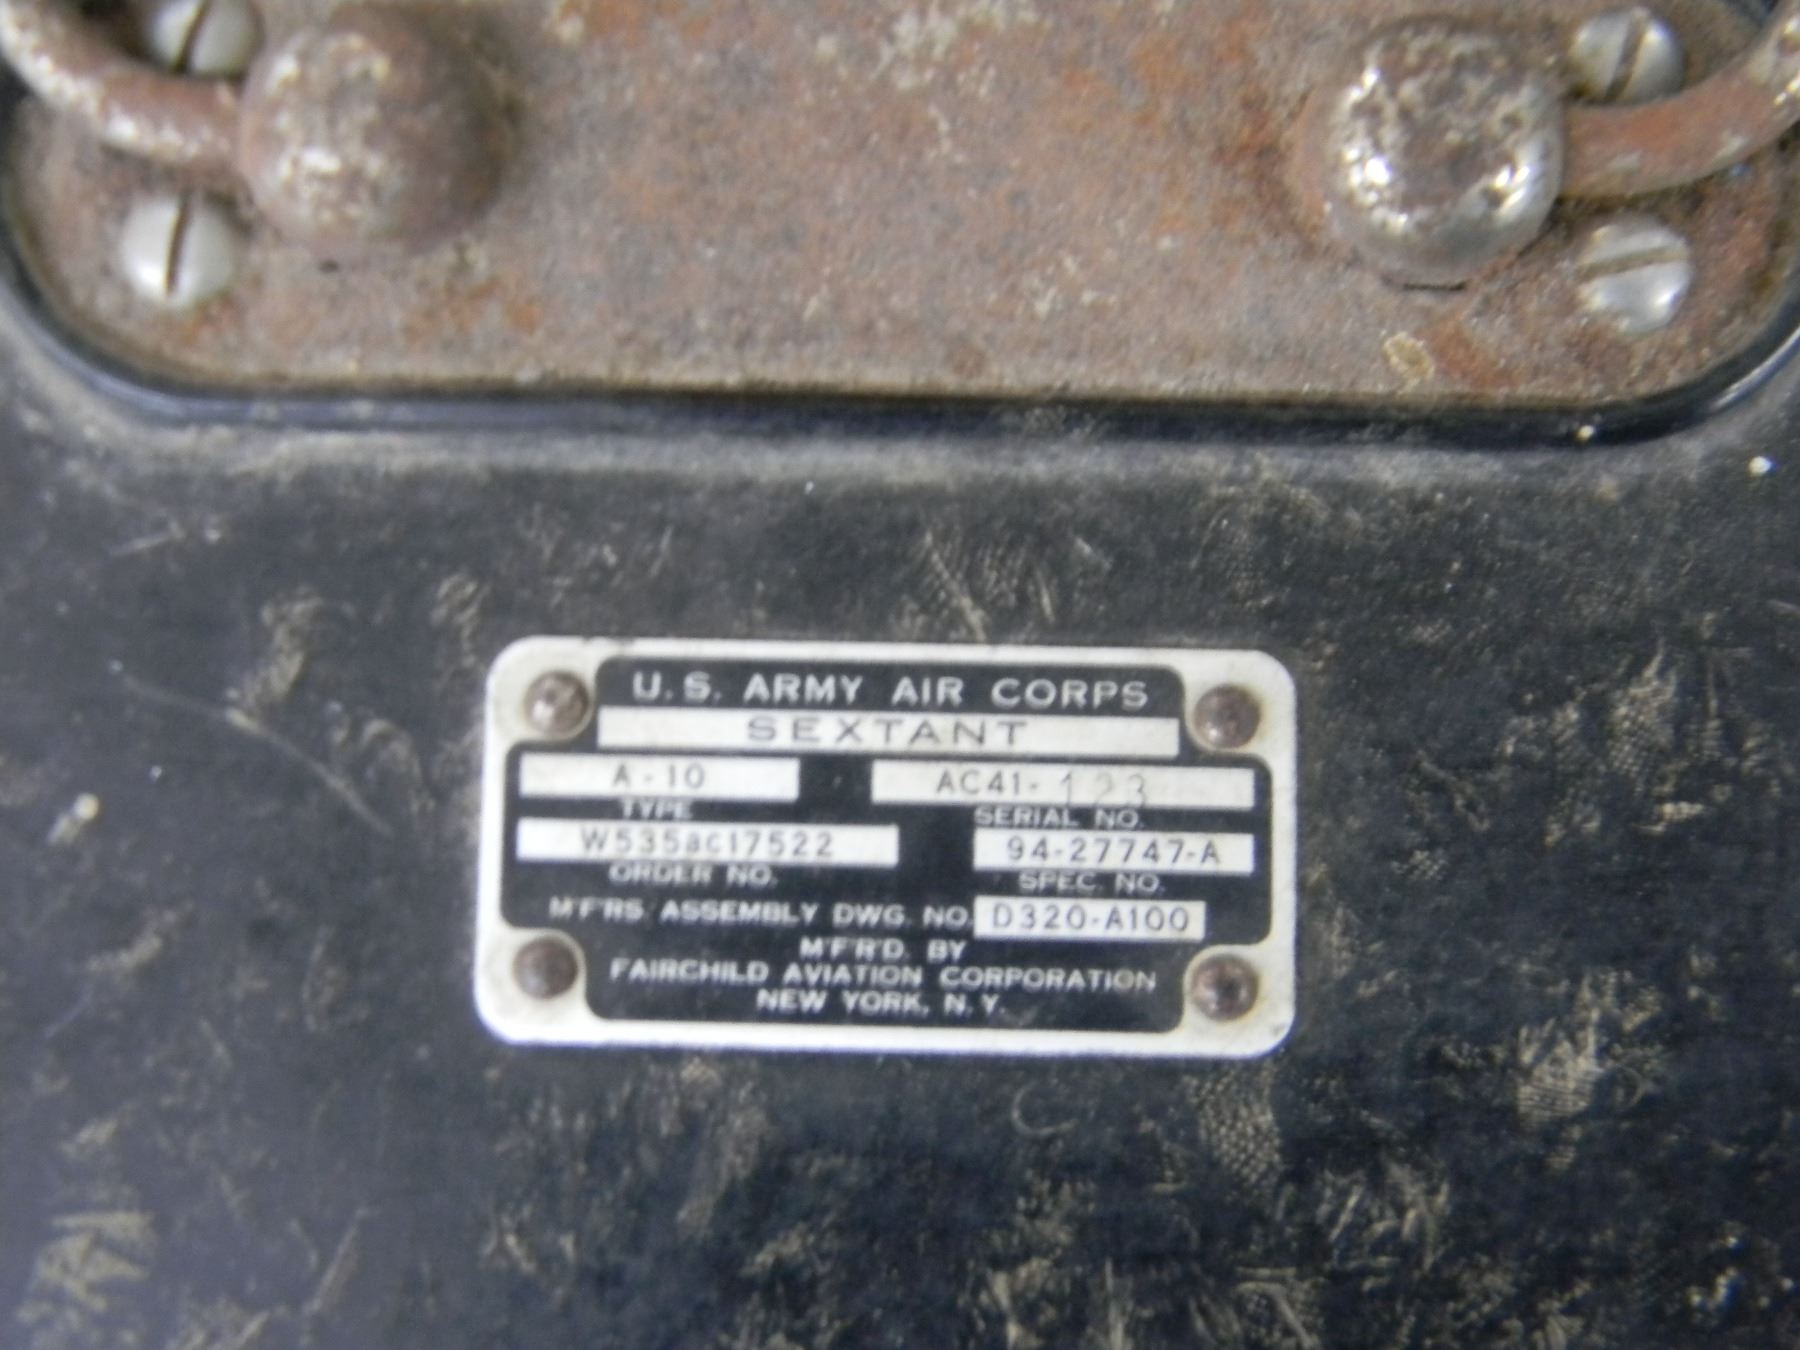 U.S. ARMY AIR CORPS
SEXTANT
A-10 AC41-123
TYPE SERIAL NO.
W535ac17522 94-27747-A
ORDER NO. SPEC. NO.
M'F'RS. ASSEMBLY DWG. NO. D320-A100
M'F'R'D. BY
FAIRCHILD AVIATION CORPORATION
NEW YORK, N.Y.